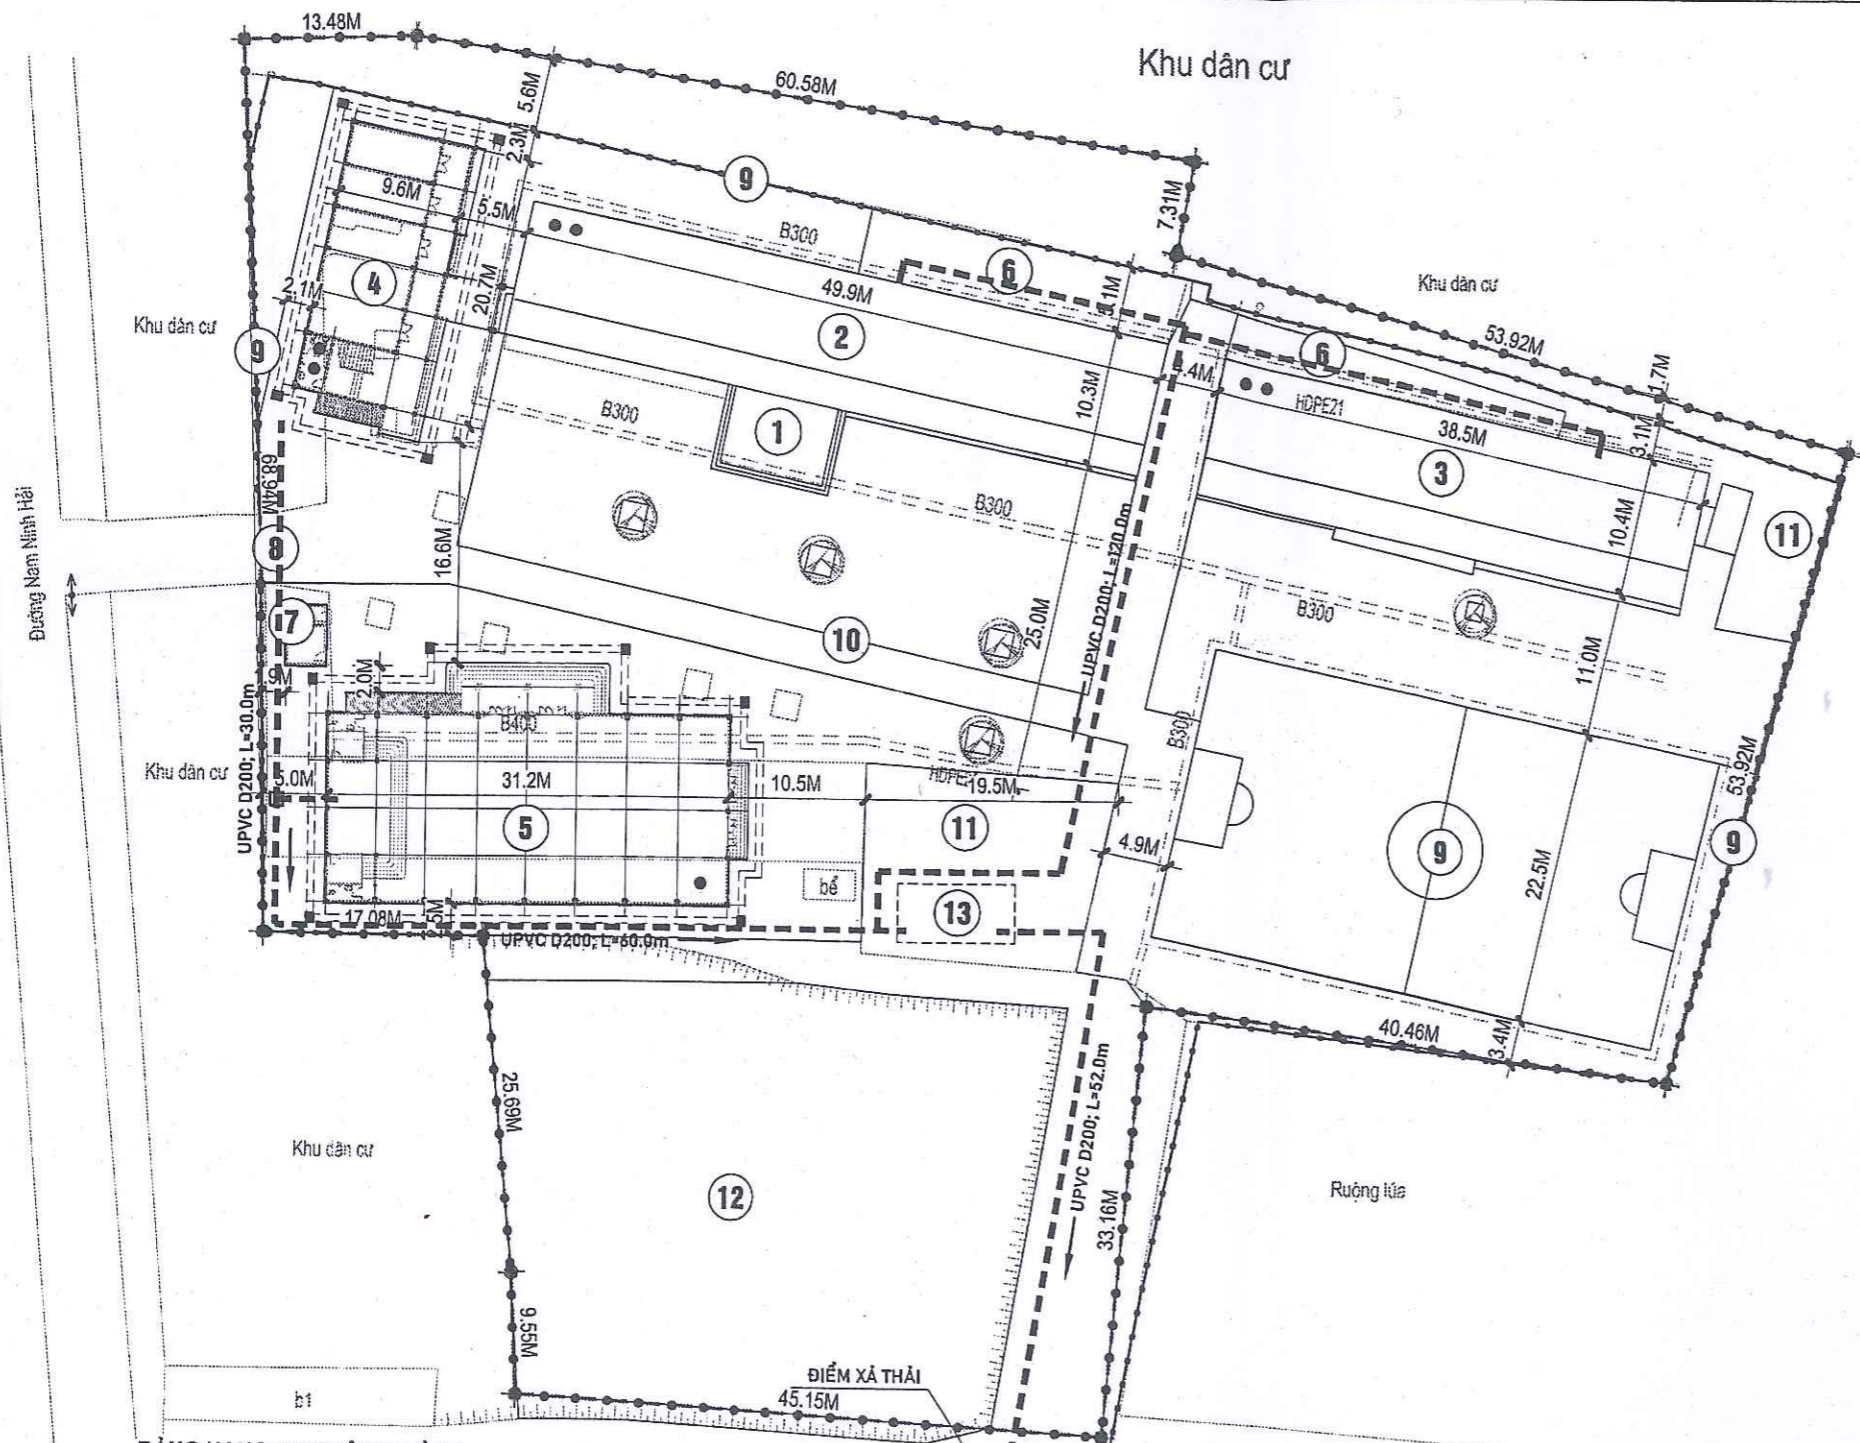 13.48M
Khu dân cư
60.58M
5.6M
2.3M
9
7.31M
9.6M
5.5M
B300
6
Khu dân cư
4
2.1M
20.7M
49.9M
2
Khu dân cư
9
53.92M
6
1.7M
10.3M
HDPE21
38.5M
3.1M
B300
1
3
68.94M
B300
10.4M
11
Đường Nam Ninh Hải
8
16.6M
UPVC D200; L=120.0m
7
10
25.0M
B300
11.0M
2.0M
UPVC D200; L=30.0m
B400
B300
Khu dân cư
31.2M
10.5M
19.5M
53.92M
5
11
4.9M
9
9
bể
13
22.5M
17.08M
UPVC D200; L=60.0m
40.46M
3.4M
25.69M
UPVC D200; L=52.0m
Khu dân cư
12
33.16M
Ruộng lúa
9.55M
ĐIỂM XẢ THẢI
b1
45.15M